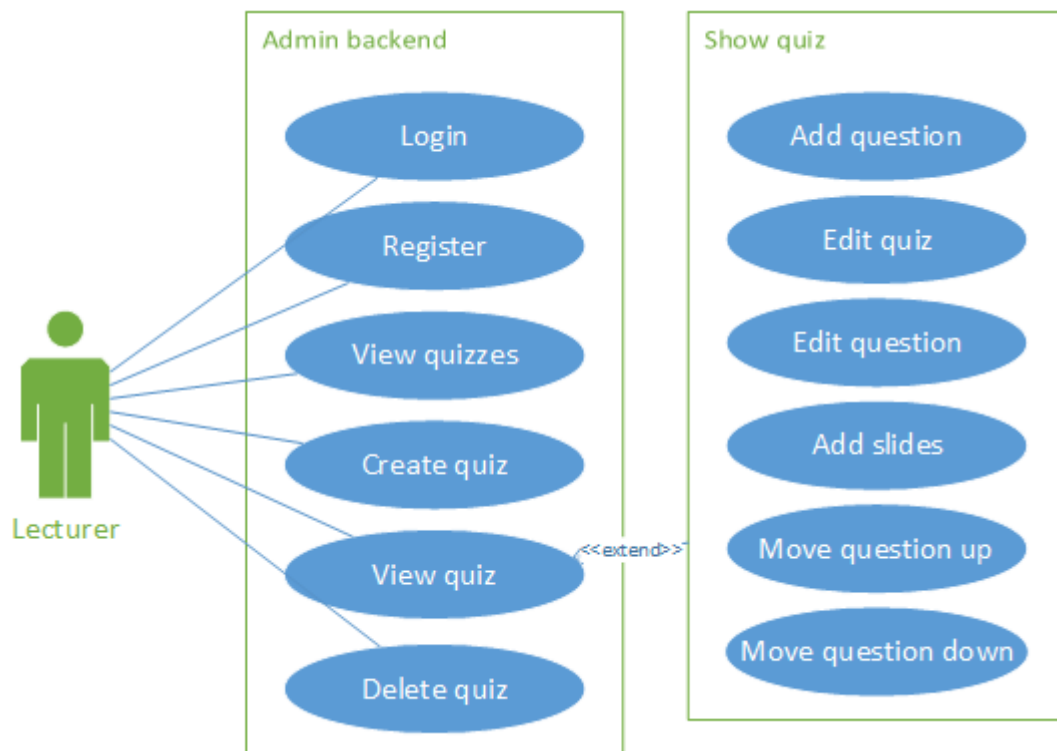 Admin backend
Login
Register
View quizzes
Create quiz
View quiz
Delete quiz
Lecturer
<<extend>>
Show quiz
Add question
Edit quiz
Edit question
Add slides
Move question up
Move question down